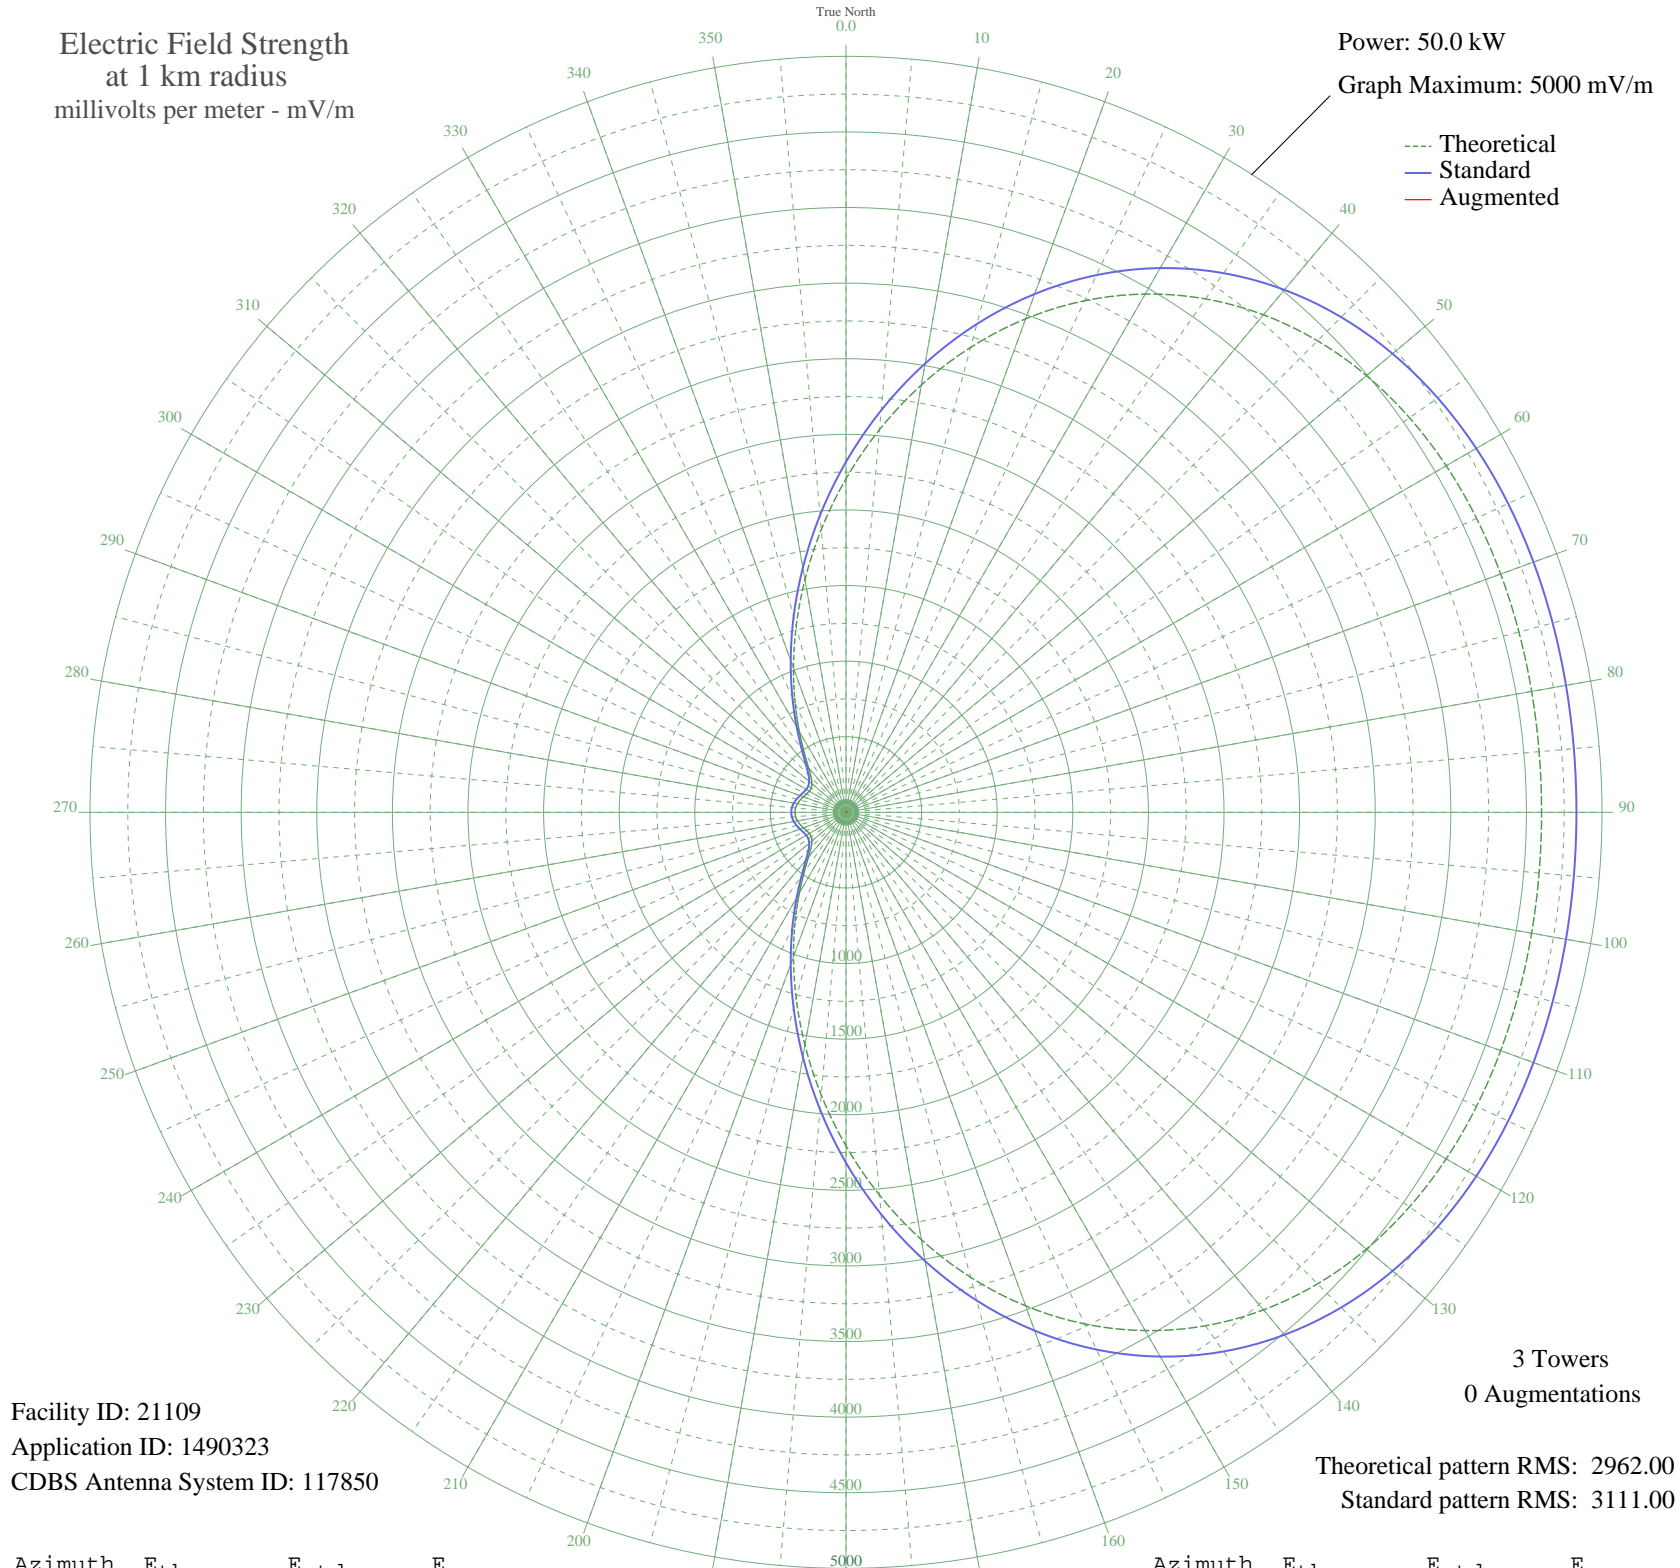 True North
0.0
Electric Field Strength
at 1 km radius
millivolts per meter - mV/m
Power: 50.0 kW
Graph Maximum: 5000 mV/m
Theoretical
Standard
Augmented
10
20
30
40
50
60
70
80
90
100
110
120
130
140
150
160
200
210
220
230
240
250
260
270
280
290
300
310
320
330
340
350
1000
1500
2000
2500
3000
3500
4000
4500
5000
3 Towers
0 Augmentations
Facility ID: 21109
Application ID: 1490323
CDBS Antenna System ID: 117850
Theoretical pattern RMS: 2962.00
Standard pattern RMS: 3111.00
Azimuth E E E Azimuth E E E